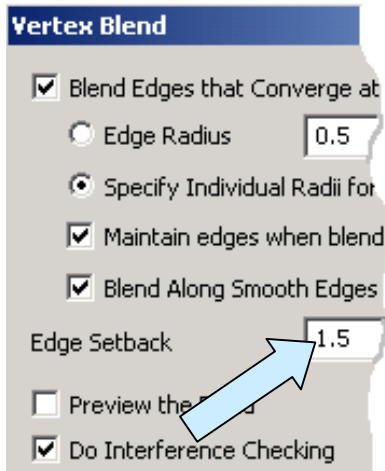 Vertex Blend
Blend Edges that Converge at
Edge Radius 0.5
Specify Individual Radii for
Maintain edges when blend
Blend Along Smooth Edges
Edge Setback 1.5
Preview the
Do Interference Checking